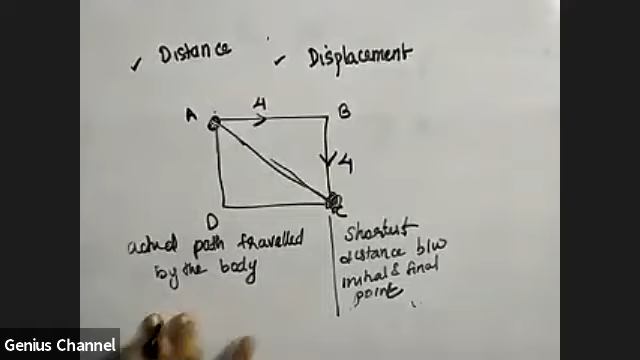 ✓ Distance
✓ Displacement
A
4
B
4
C
D
actual path travelled
by the body
Shortest
distance b/w
initial & final
point
Genius Channel